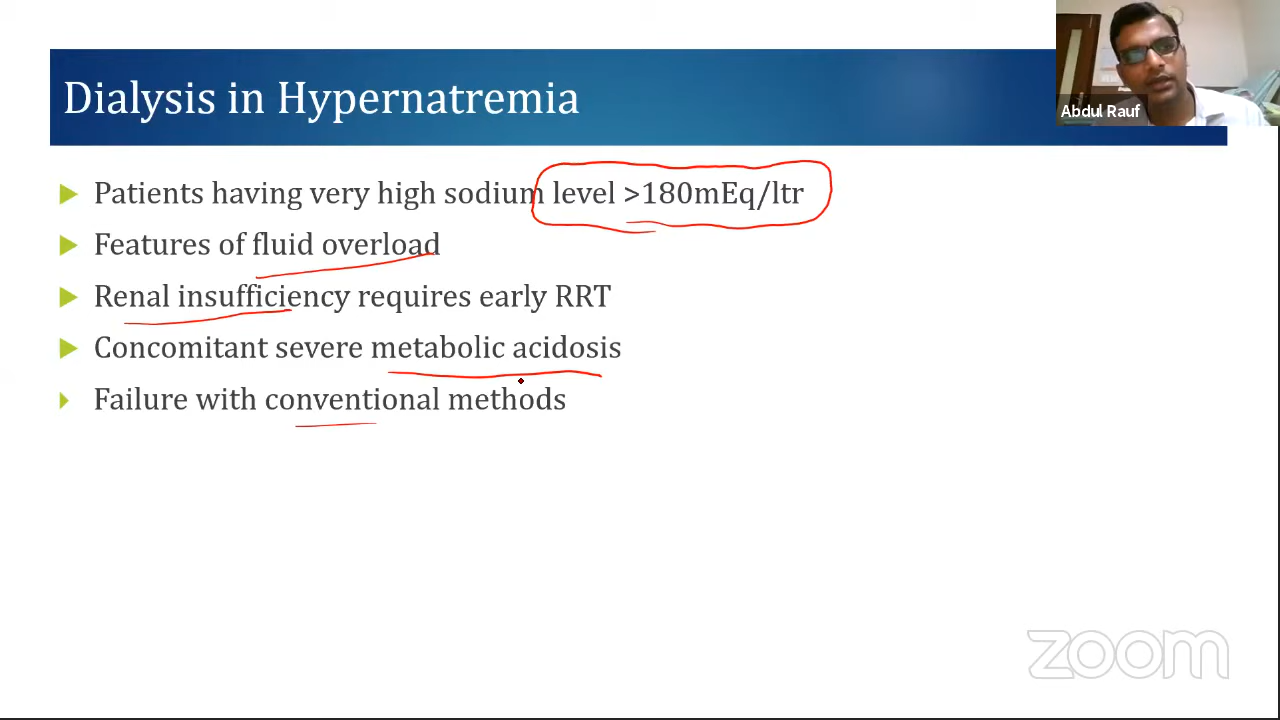 Dialysis in Hypernatremia
Abdul Rauf
Patients having very high sodium level >180mEq/ltr
Features of fluid overload
Renal insufficiency requires early RRT
Concomitant severe metabolic acidosis
Failure with conventional methods
zoom